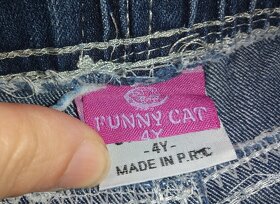 FUNNY CAT
4Y
-4Y-
MADE IN P.R.C